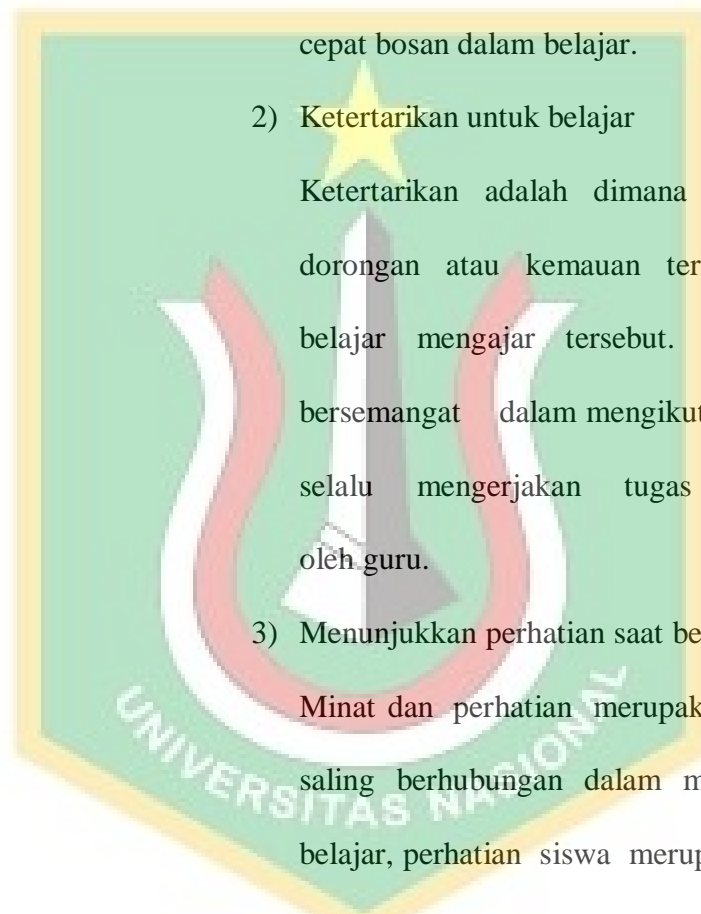 cepat bosan dalam belajar.
2) Ketertarikan untuk belajar
Ketertarikan adalah dimana
dorongan atau kemauan
belajar mengajar tersebut.
bersemangat dalam
selalu mengerjakan tugas
oleh guru.
3) Menunjukkan perhatian saat
Minat dan perhatian
saling berhubungan dalam
belajar, perhatian siswa
UNIVERSITAS NASIONAL